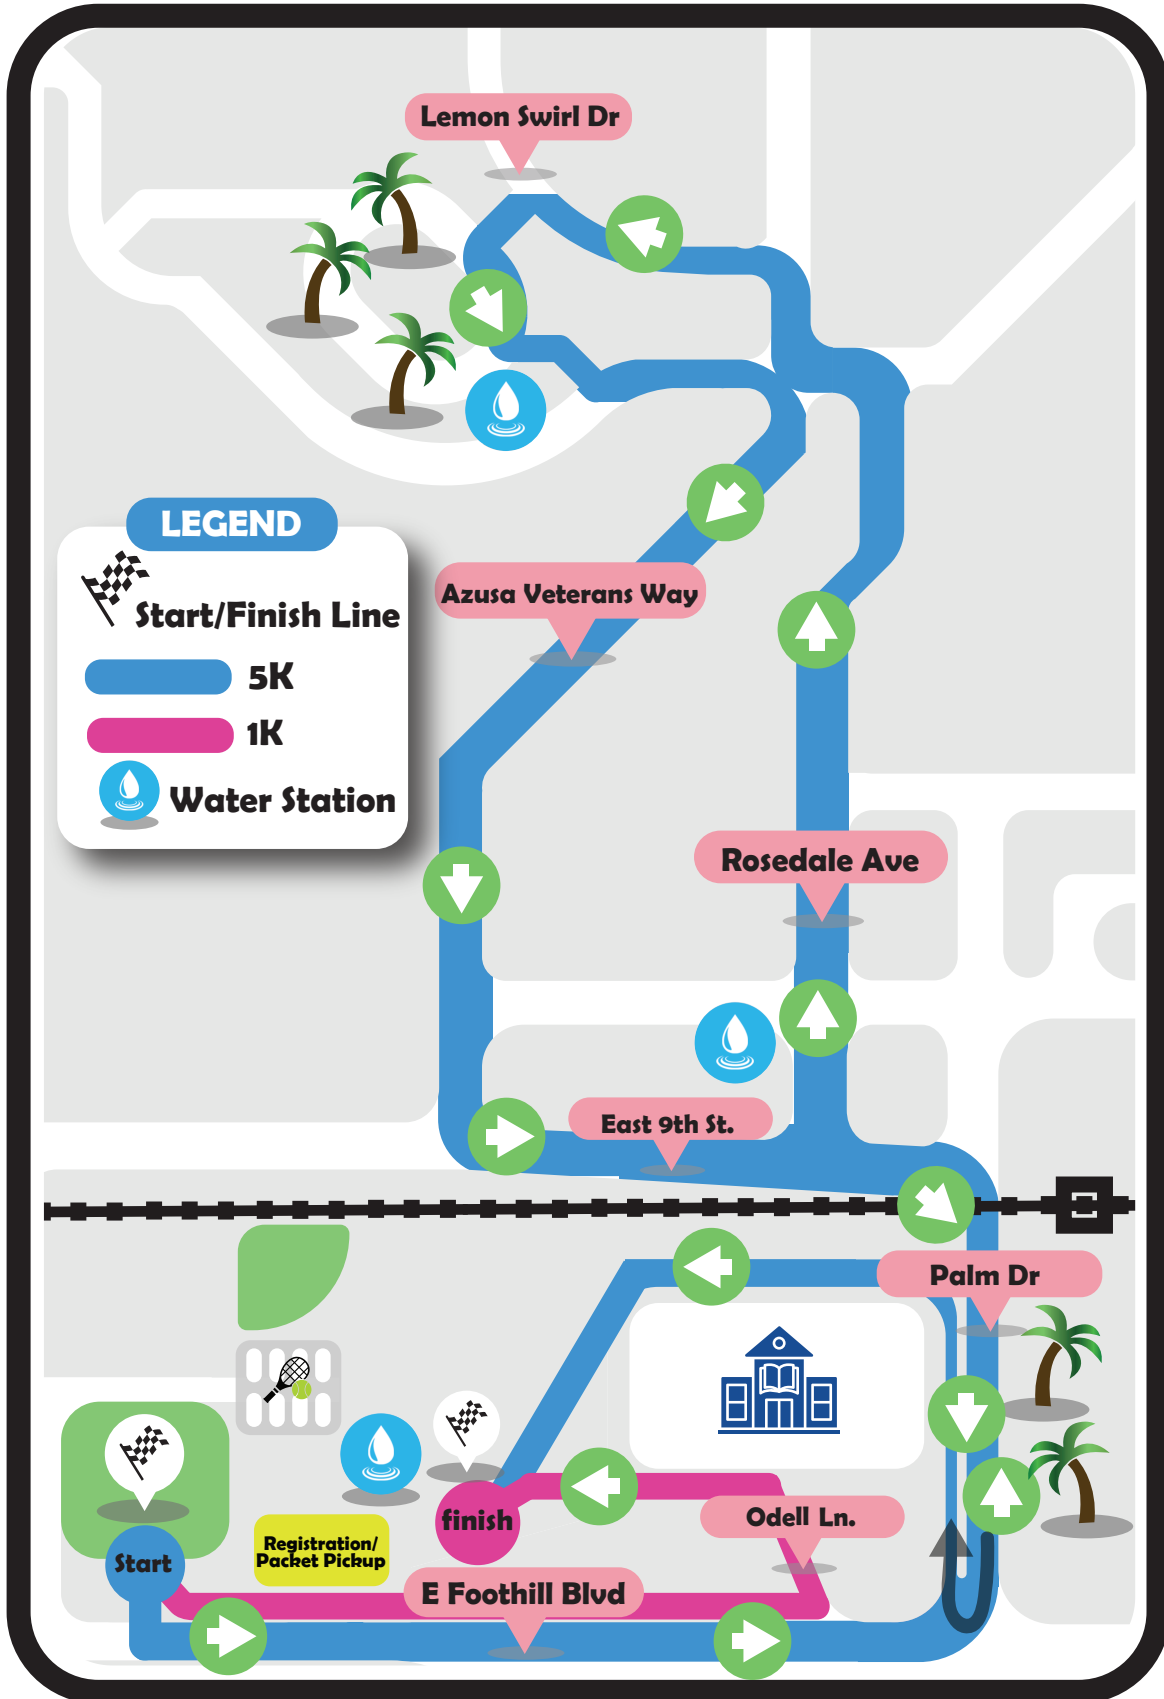 Lemon Swirl Dr
LEGEND
Start/Finish Line
5K
1K
Water Station
Azusa Veterans Way
Rosedale Ave
East 9th St.
Palm Dr
finish
Odell Ln.
Start
Registration/
Packet Pickup
E Foothill Blvd